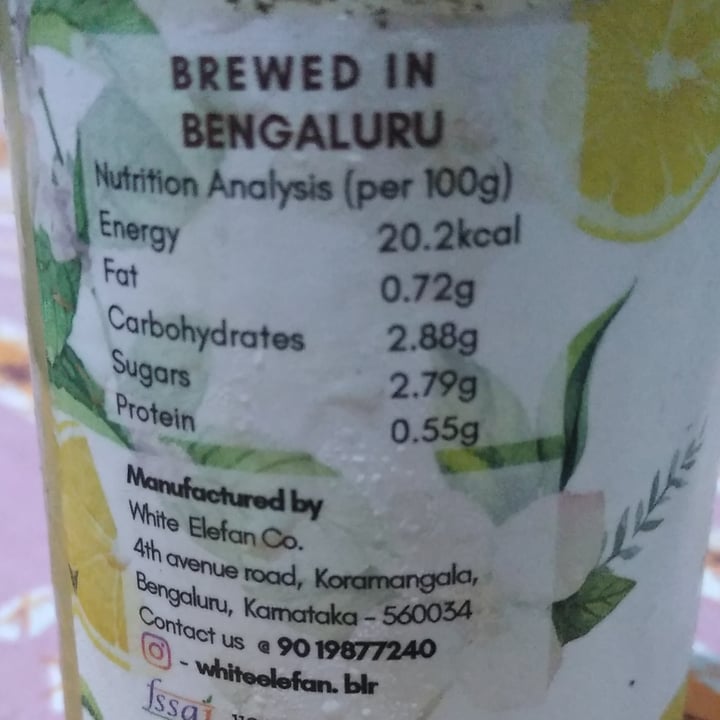 BREWED IN
BENGALURU
Nutrition Analysis (per 100g)
Energy 20.2kcal
Fat 0.72g
Carbohydrates 2.88g
Sugars 2.79g
Protein 0.55g
Manufactured by
White Elefan Co.
4th avenue road, Koramangala,
Bengaluru, Karnataka - 560034
Contact us @ 90 19877240
- whiteelefan. blr
fssai